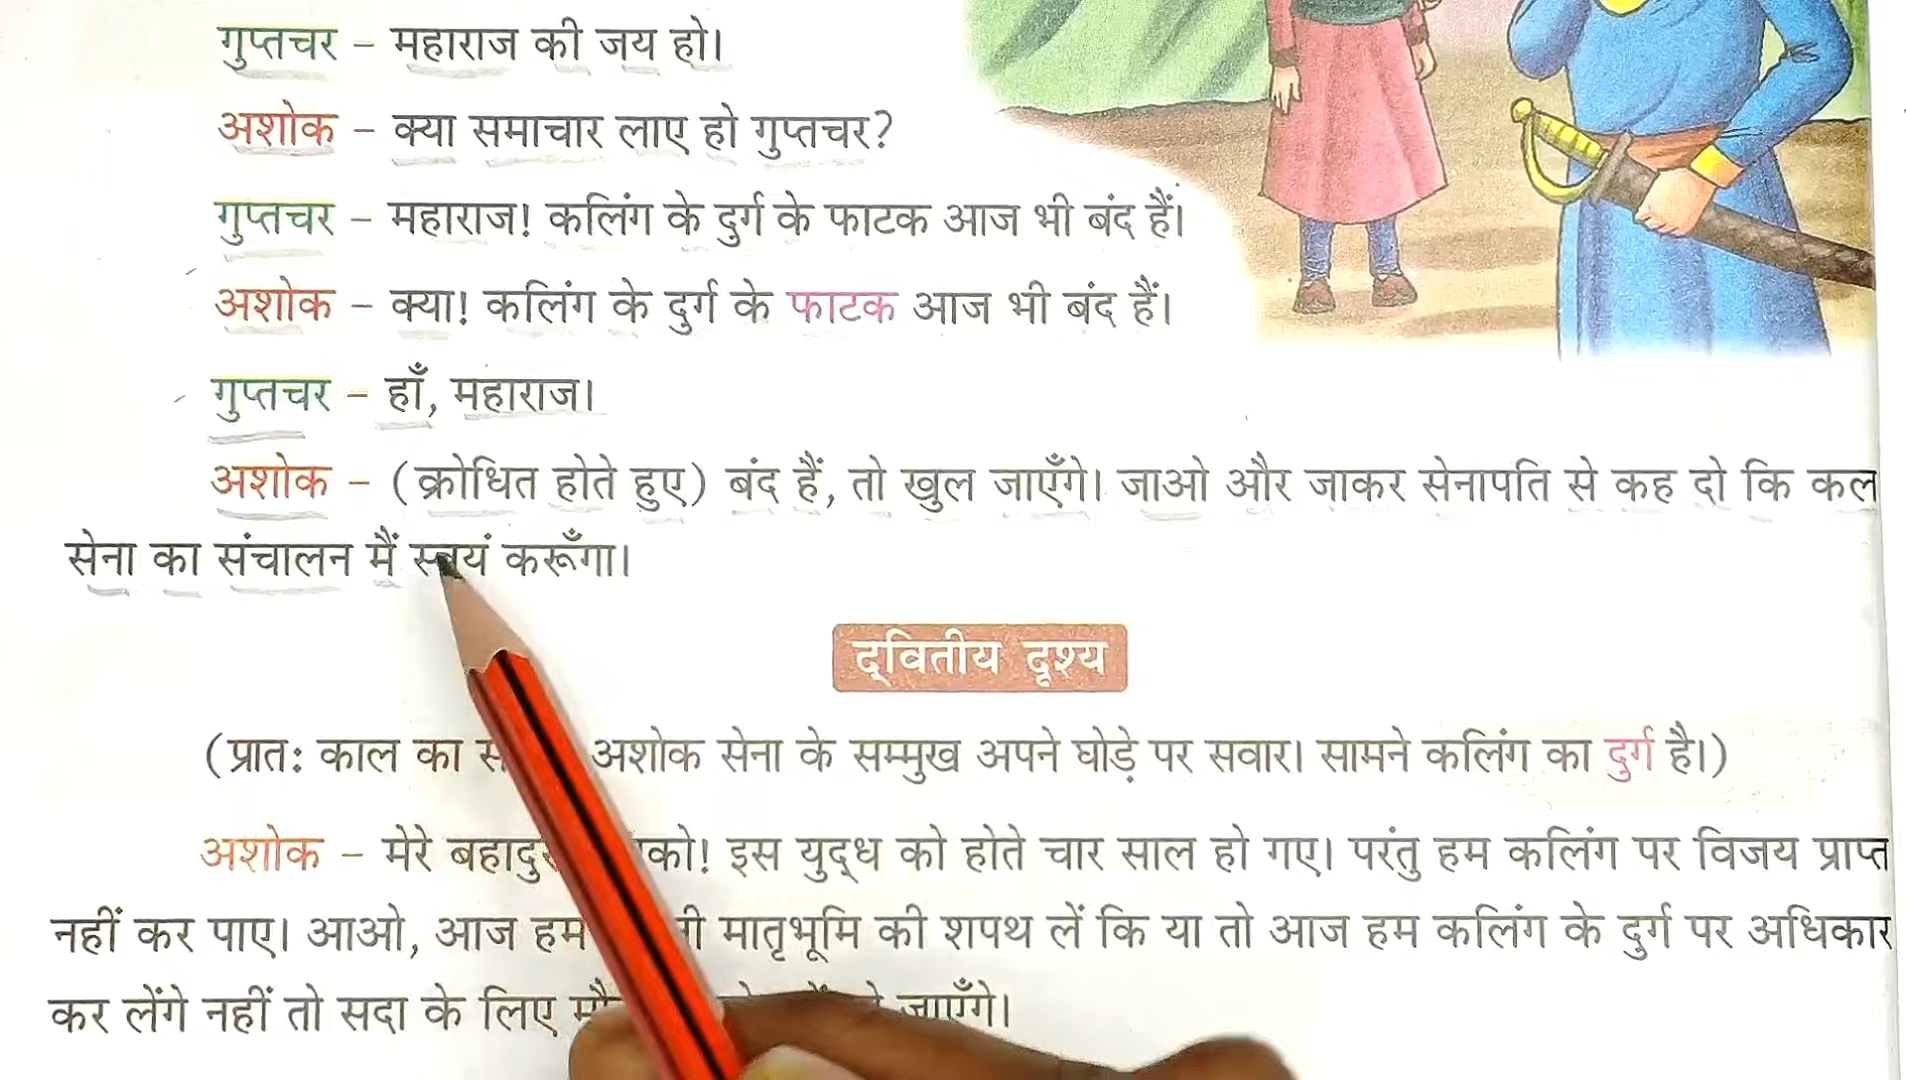 गुप्तचर – महाराज की जय हो।
अशोक – क्या समाचार लाए हो गुप्तचर?
गुप्तचर – महाराज! कलिंग के दुर्ग के फाटक आज भी बंद हैं।
अशोक – क्या! कलिंग के दुर्ग के फाटक आज भी बंद हैं।
गुप्तचर – हाँ, महाराज।
अशोक – (क्रोधित होते हुए) बंद हैं, तो खुल जाएँगे। जाओ और जाकर सेनापति से कह दो कि कल
सेना का संचालन मैं स्वयं करूँगा।
द्‌वितीय दृश्य
(प्रात: काल का अशोक सेना के सम्मुख अपने घोड़े पर सवार। सामने कलिंग का दुर्ग है।)
अशोक – मेरे बहादुर इस युद्‌ध को होते चार साल हो गए। परंतु हम कलिंग पर विजय प्राप्त
नहीं कर पाए। आओ, आज हम मातृभूमि की शपथ लें कि या तो आज हम कलिंग के दुर्ग पर अधिकार
कर लेंगे नहीं तो सदा के लिए जाएँगे।